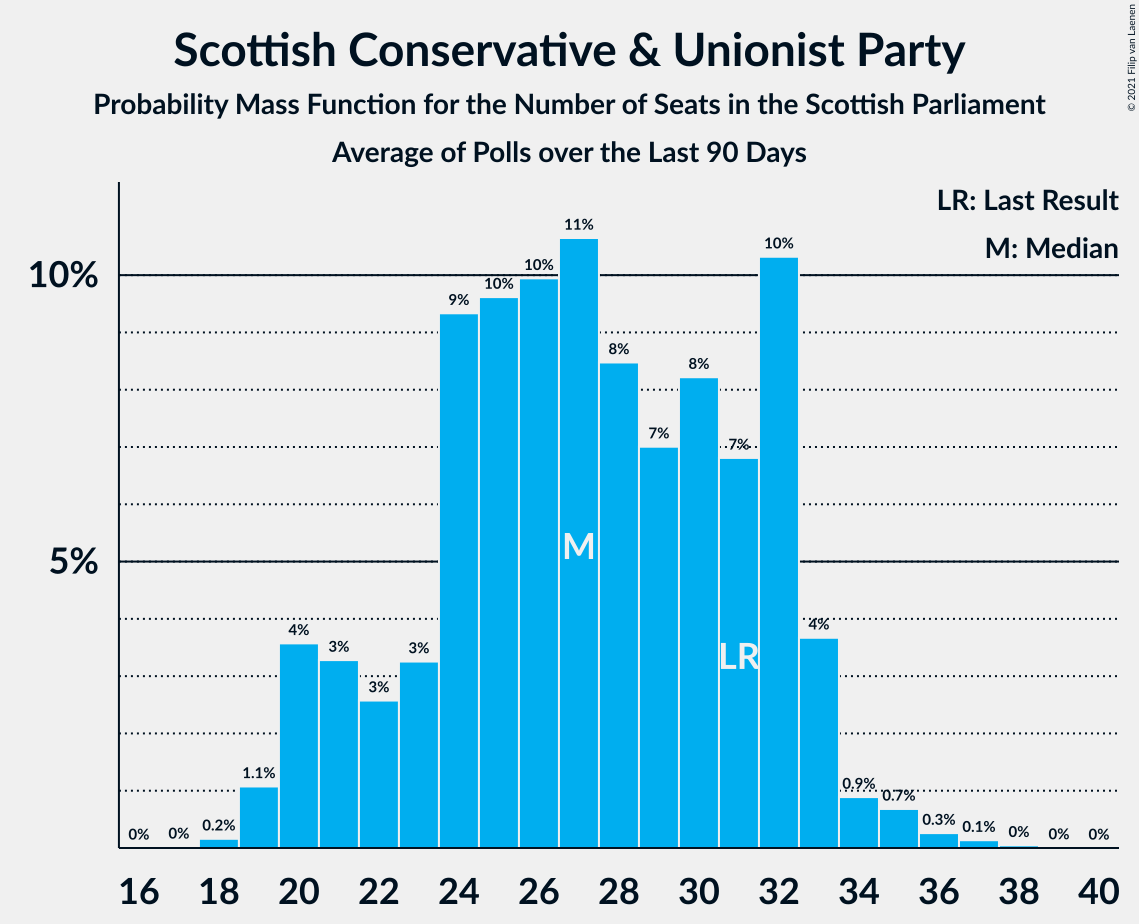 Scottish Conservative & Unionist Party
Probability Mass Function for the Number of Seats in the Scottish Parliament
Average of Polls over the Last 90 Days
© 2021 Filip van Laenen
LR: Last Result
M: Median
10%
5%
0% 0% 0.2% 1.1% 4% 3% 3% 3% 9% 10% 10% 11% 8% 7% 8% 7% 10% 4% 0.9% 0.7% 0.3% 0.1% 0% 0% 0%
M
LR
16 18 20 22 24 26 28 30 32 34 36 38 40